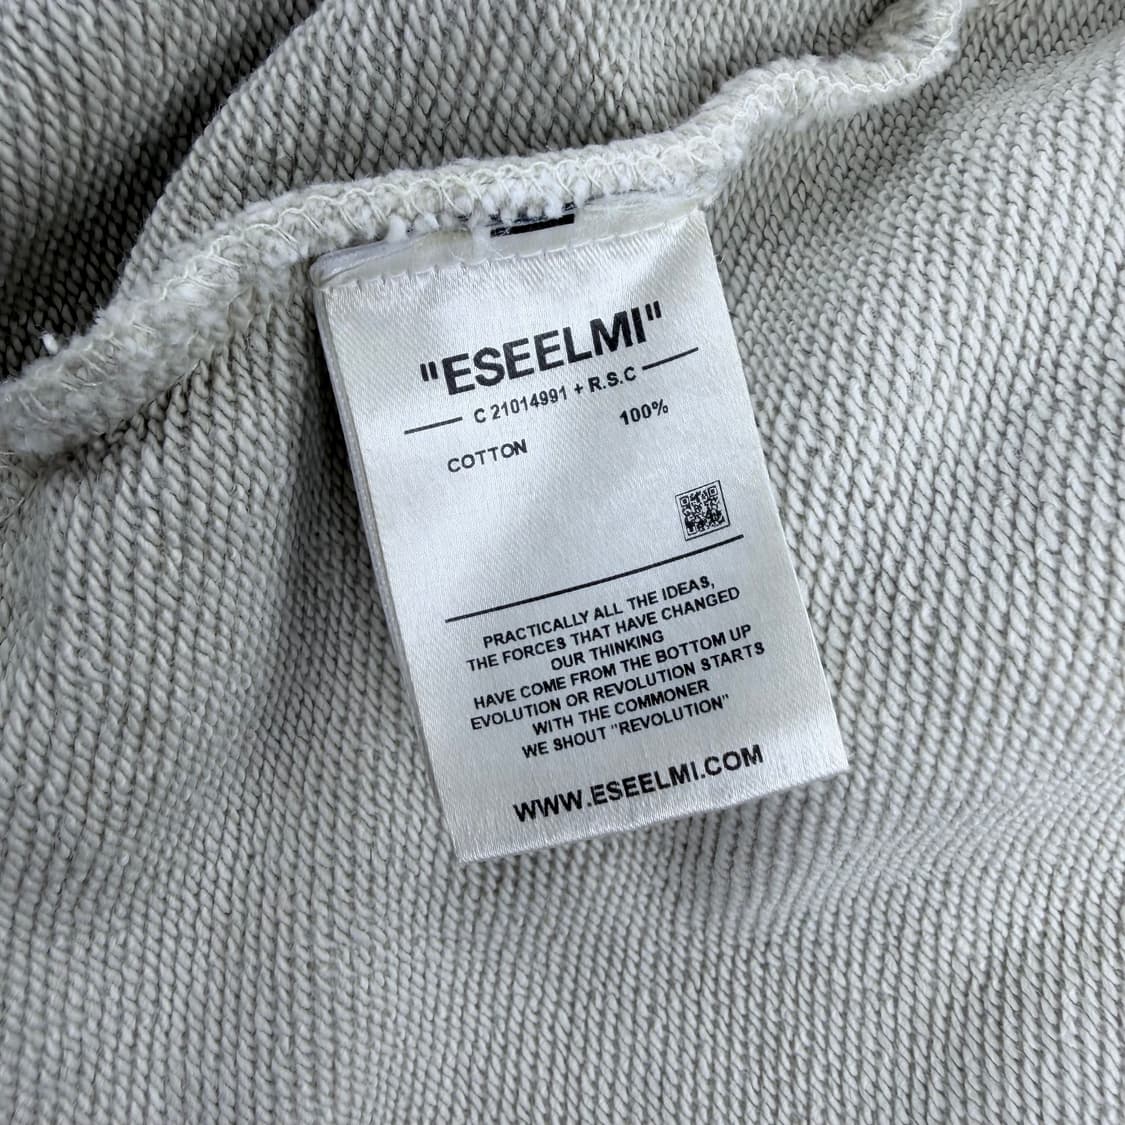 "ESEELMI"
C 21014991 + R.S.C
COTTON 100%
PRACTICALLY ALL THE IDEAS,
THE FORCES THAT HAVE CHANGED
OUR THINKING
HAVE COME FROM THE BOTTOM UP
EVOLUTION OR REVOLUTION STARTS
WITH THE COMMONER
WE SHOUT "REVOLUTION"
WWW.ESEELMI.COM